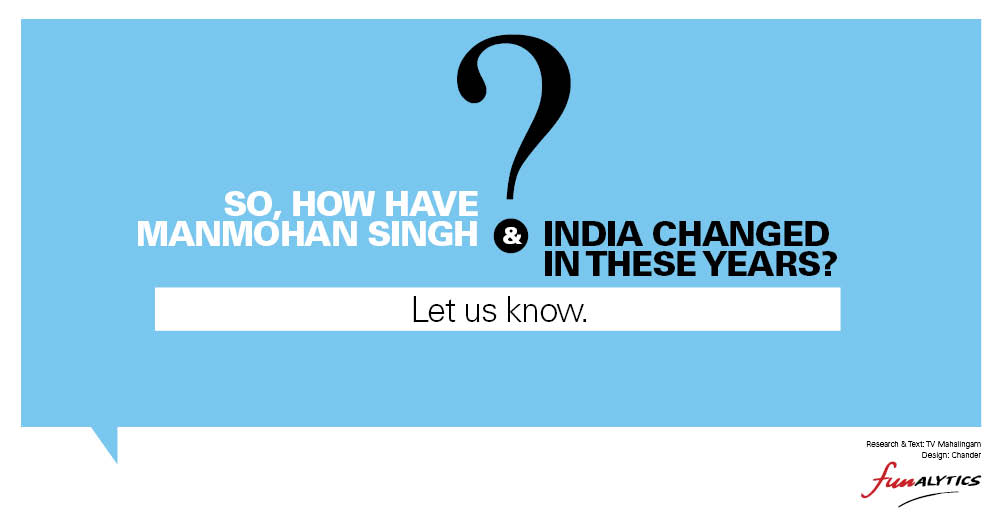 ?
SO, HOW HAVE
MANMOHAN SINGH & INDIA CHANGED
IN THESE YEARS?
Let us know.
Research & Text: TV Mahalingam
Design: Chander
funALYTICS